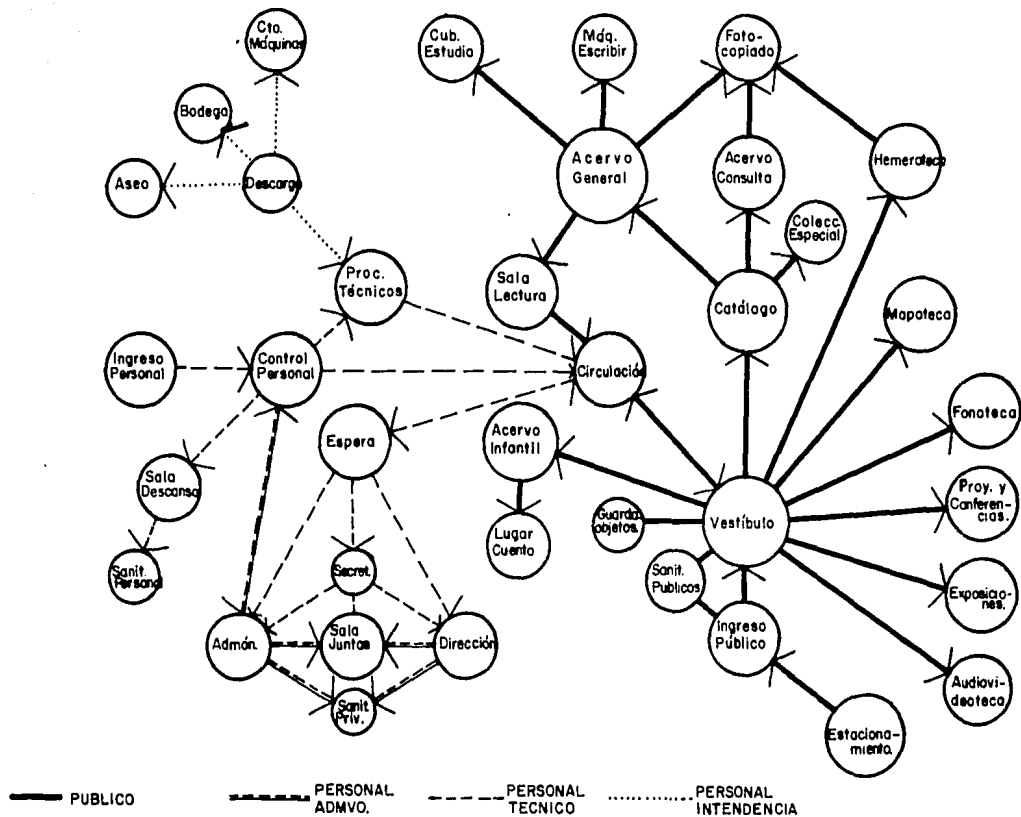 Cto.
Máquinas
Cub.
Estudio
Máq.
Escribir
Foto-
copiado
Bodega
Aseo
Descarga
Acervo
General
Acervo
Consulta
Hemeroteca
Colecc.
Especial
Proc.
Técnicos
Sala
Lectura
Catálogo
Mapoteca
Ingreso
Personal
Control
Personal
Circulación
Espera
Acervo
Infantil
Fonoteca
Sala
Descanso
Guarda
objetos.
Vestíbulo
Proy. y
Conferen-
cias.
Lugar
Cuento
Sanit.
Personal
Secret.
Sanit.
Publicos
Exposicio-
nes.
Admón.
Sala
Juntas
Dirección
Ingreso
Público
Sanit.
Priv.
Audiovi-
deoteca
Estaciona-
miento.
PUBLICO
PERSONAL
ADMVO.
PERSONAL
TECNICO
PERSONAL
INTENDENCIA